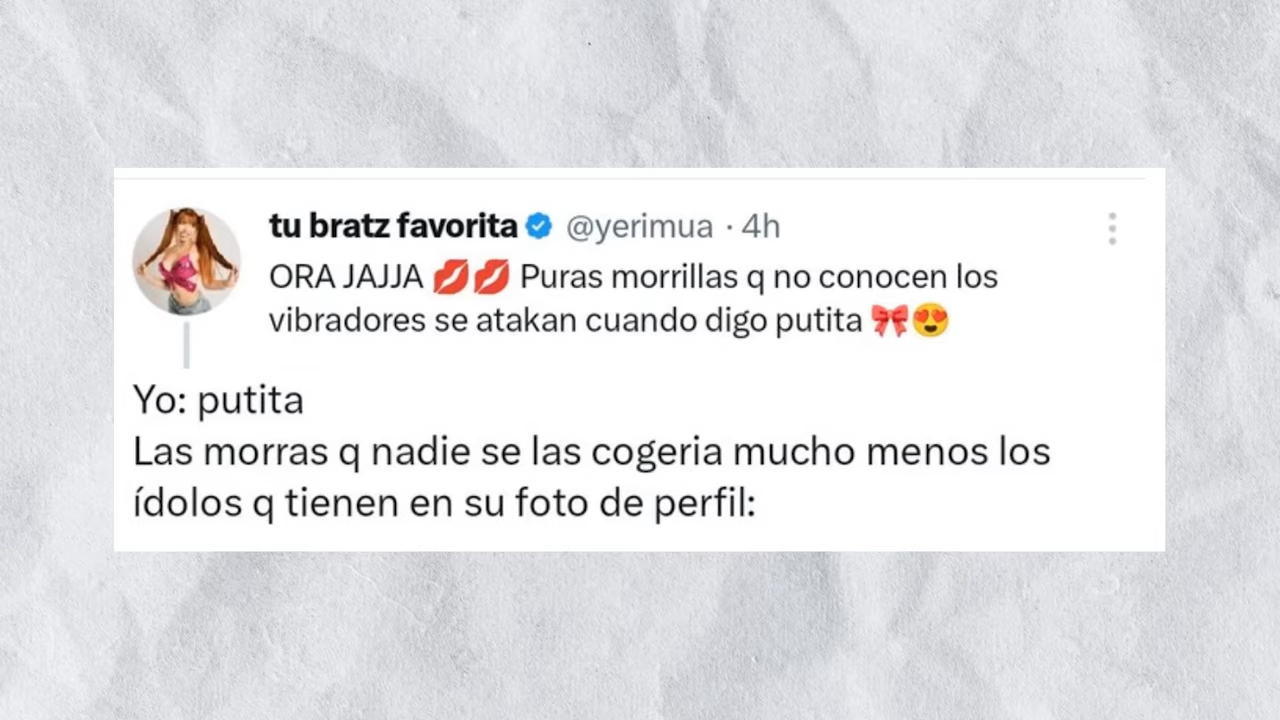 tu bratz favorita @yerimua · 4h
ORA JAJJA 💋💋 Puras morrillas q no conocen los
vibradores se atakan cuando digo putita 🎀😍
Yo: putita
Las morras q nadie se las cogeria mucho menos los
ídolos q tienen en su foto de perfil: